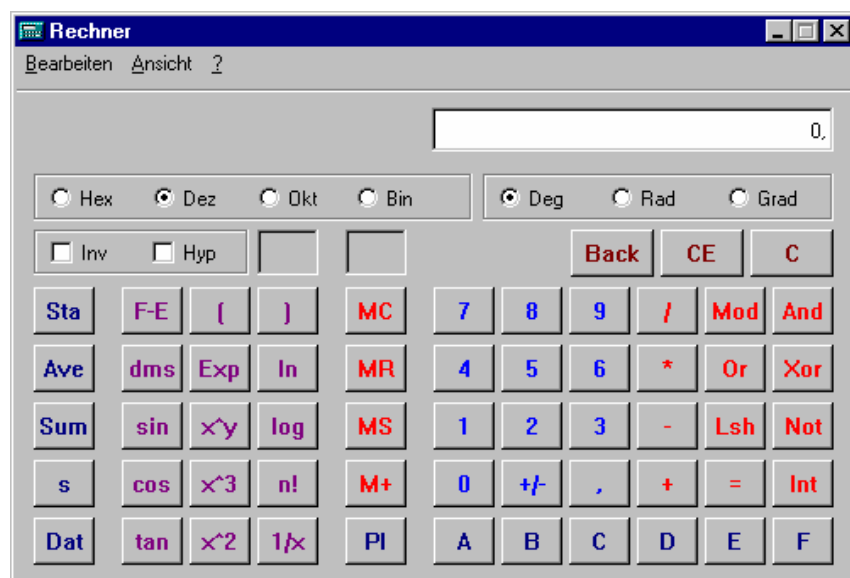 Rechner
Bearbeiten Ansicht ?
0,
Hex Dez Okt Bin Deg Rad Grad
Inv Hyp Back CE C
Sta F-E ( ) MC 7 8 9 / Mod And
Ave dms Exp ln MR 4 5 6 * Or Xor
Sum sin x^y log MS 1 2 3 - Lsh Not
s cos x^3 n! M+ 0 +/- , + = Int
Dat tan x^2 1/x PI A B C D E F